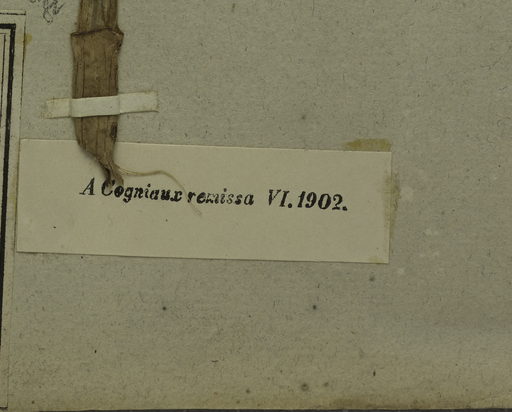 A Cogniaux remissa VI. 1902.